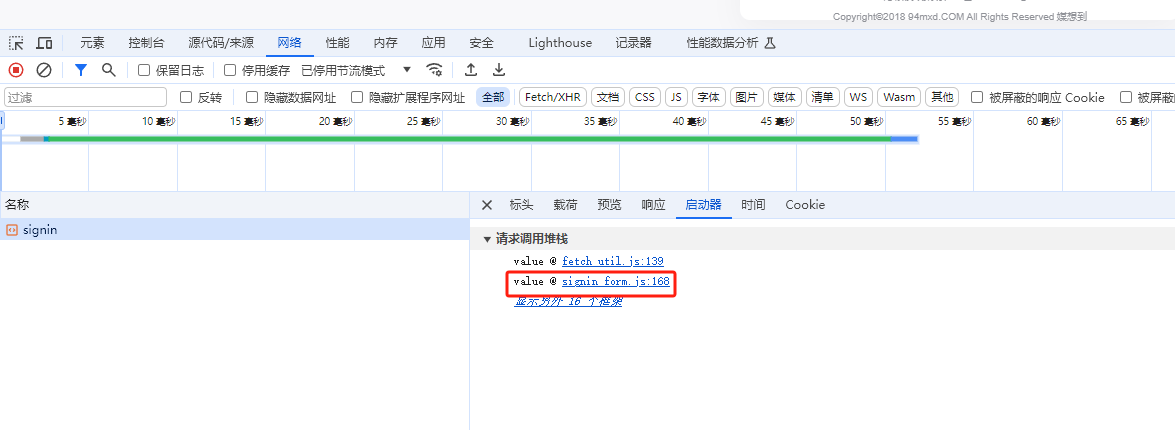 Copyright©2018 94mxd.COM All Rights Reserved 媒想到
元素 控制台 源代码/来源 网络 性能 内存 应用 安全 Lighthouse 记录器 性能数据分析
保留日志 停用缓存 已停用节流模式
过滤 反转 隐藏数据网址 隐藏扩展程序网址 全部 Fetch/XHR 文档 CSS JS 字体 图片 媒体 清单 WS Wasm 其他 被屏蔽的响应 Cookie 被屏蔽
5 毫秒 10 毫秒 15 毫秒 20 毫秒 25 毫秒 30 毫秒 35 毫秒 40 毫秒 45 毫秒 50 毫秒 55 毫秒 60 毫秒 65 毫秒
名称
标头 载荷 预览 响应 启动器 时间 Cookie
signin
请求调用堆栈
value @ fetch_util.js:139
value @ signin_form.js:168
显示另外 16 个框架